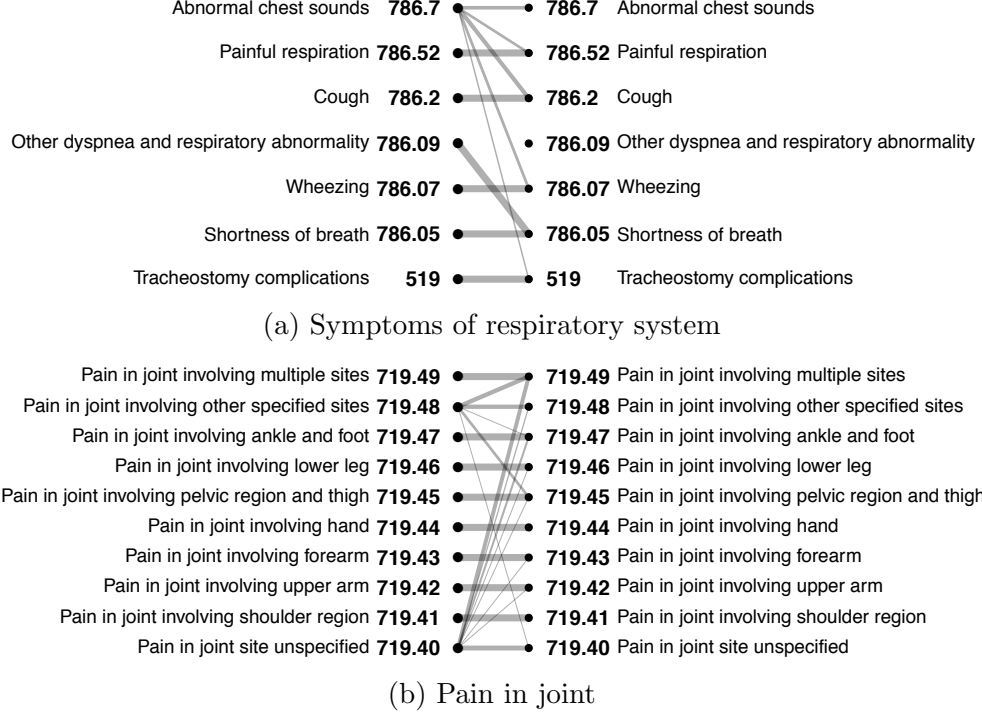 Abnormal chest sounds 786.7 786.7 Abnormal chest sounds
Painful respiration 786.52 786.52 Painful respiration
Cough 786.2 786.2 Cough
Other dyspnea and respiratory abnormality 786.09 786.09 Other dyspnea and respiratory abnormality
Wheezing 786.07 786.07 Wheezing
Shortness of breath 786.05 786.05 Shortness of breath
Tracheostomy complications 519 519 Tracheostomy complications
(a) Symptoms of respiratory system
Pain in joint involving multiple sites 719.49 719.49 Pain in joint involving multiple sites
Pain in joint involving other specified sites 719.48 719.48 Pain in joint involving other specified sites
Pain in joint involving ankle and foot 719.47 719.47 Pain in joint involving ankle and foot
Pain in joint involving lower leg 719.46 719.46 Pain in joint involving lower leg
Pain in joint involving pelvic region and thigh 719.45 719.45 Pain in joint involving pelvic region and thigh
Pain in joint involving hand 719.44 719.44 Pain in joint involving hand
Pain in joint involving forearm 719.43 719.43 Pain in joint involving forearm
Pain in joint involving upper arm 719.42 719.42 Pain in joint involving upper arm
Pain in joint involving shoulder region 719.41 719.41 Pain in joint involving shoulder region
Pain in joint site unspecified 719.40 719.40 Pain in joint site unspecified
(b) Pain in joint